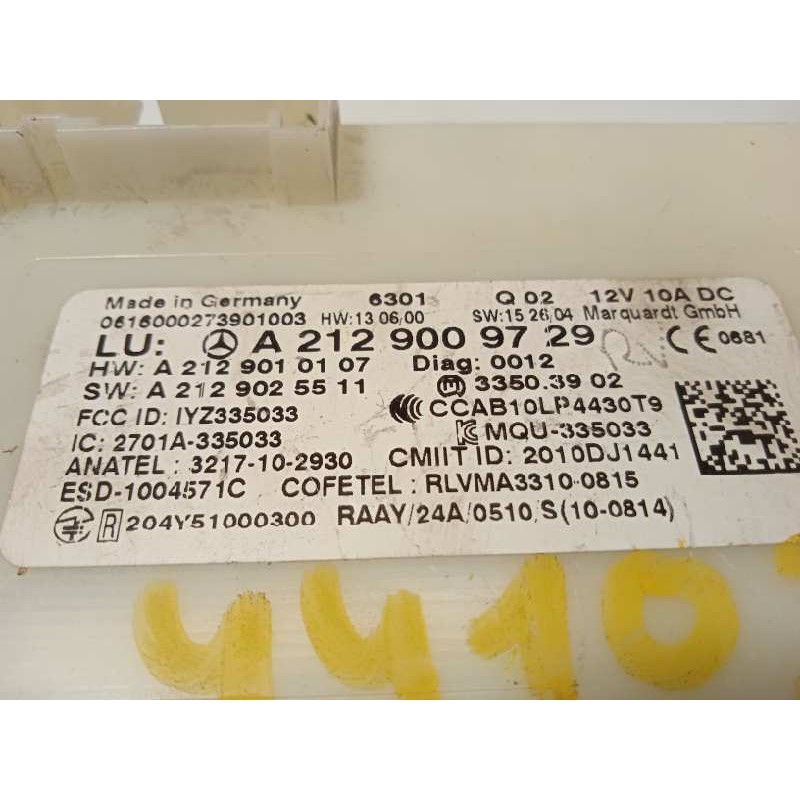 Made in Germany 6301 Q 02 12V 10A DC
0616000273901003 HW:13 06/00 SW:15 26/04 Marquardt GmbH
LU: A 212 900 97 29 CE 0681
HW: A 212 901 01 07 Diag: 0012
SW: A 212 902 55 11 3350.3902
FCC ID: IYZ335033 CCAB10LP4430T9
IC: 2701A-335033 MQU-335033
ANATEL: 3217-10-2930 CMIIT ID: 2010DJ1441
ESD-1004571C COFETEL: RLVMA3310-0815
R 204Y51000300 RAAY/24A/0510/S(10-0814)
4410